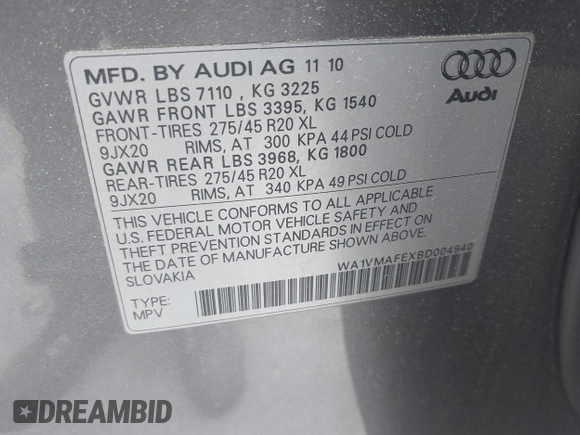 MFD. BY AUDI AG 11 10
GVWR LBS 7110 , KG 3225
GAWR FRONT LBS 3395, KG 1540
FRONT-TIRES 275/45 R20 XL
9JX20 RIMS, AT 300 KPA 44 PSI COLD
GAWR REAR LBS 3968, KG 1800
REAR-TIRES 275/45 R20 XL
9JX20 RIMS, AT 340 KPA 49 PSI COLD
Audi
THIS VEHICLE CONFORMS TO ALL APPLICABLE
U.S. FEDERAL MOTOR VEHICLE SAFETY AND
THEFT PREVENTION STANDARDS IN EFFECT ON
THE DATE OF MANUFACTURE SHOWN ABOVE.
SLOVAKIA
WA1VMAFEXBD004940
TYPE:
MPV
DREAMBID